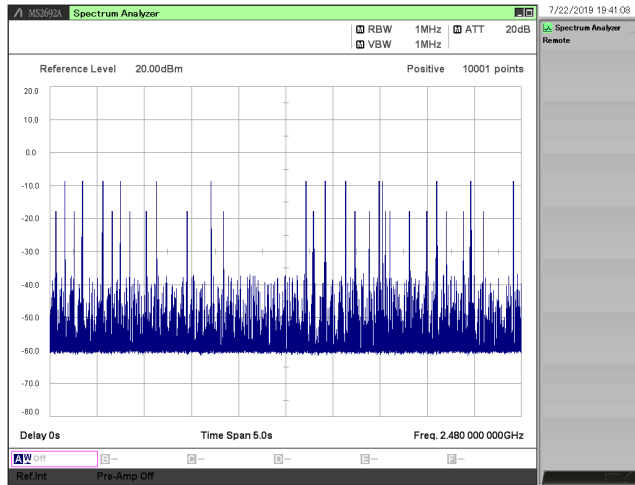 MS2692A Spectrum Analyzer
7/22/2019 19:41:08
M RBW 1MHz M ATT 20dB
M VBW 1MHz
Spectrum Analyzer
Remote
Reference Level 20.00dBm Positive 10001 points
20.0
10.0
0.0
-10.0
-20.0
-30.0
-40.0
-50.0
-60.0
-70.0
-80.0
Delay 0s Time Span 5.0s Freq. 2.480 000 000GHz
A W Off B -- C -- D -- E -- F --
Ref.Int Pre-Amp Off